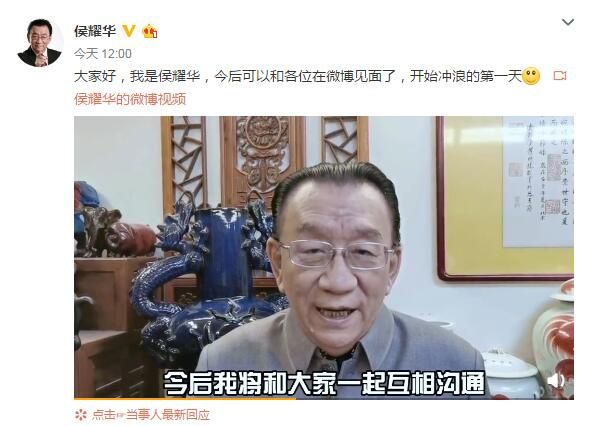 侯耀华
今天 12:00
大家好，我是侯耀华，今后可以和各位在微博见面了，开始冲浪的第一天
侯耀华的微博视频
今后我将和大家一起互相沟通
点击☞当事人最新回应